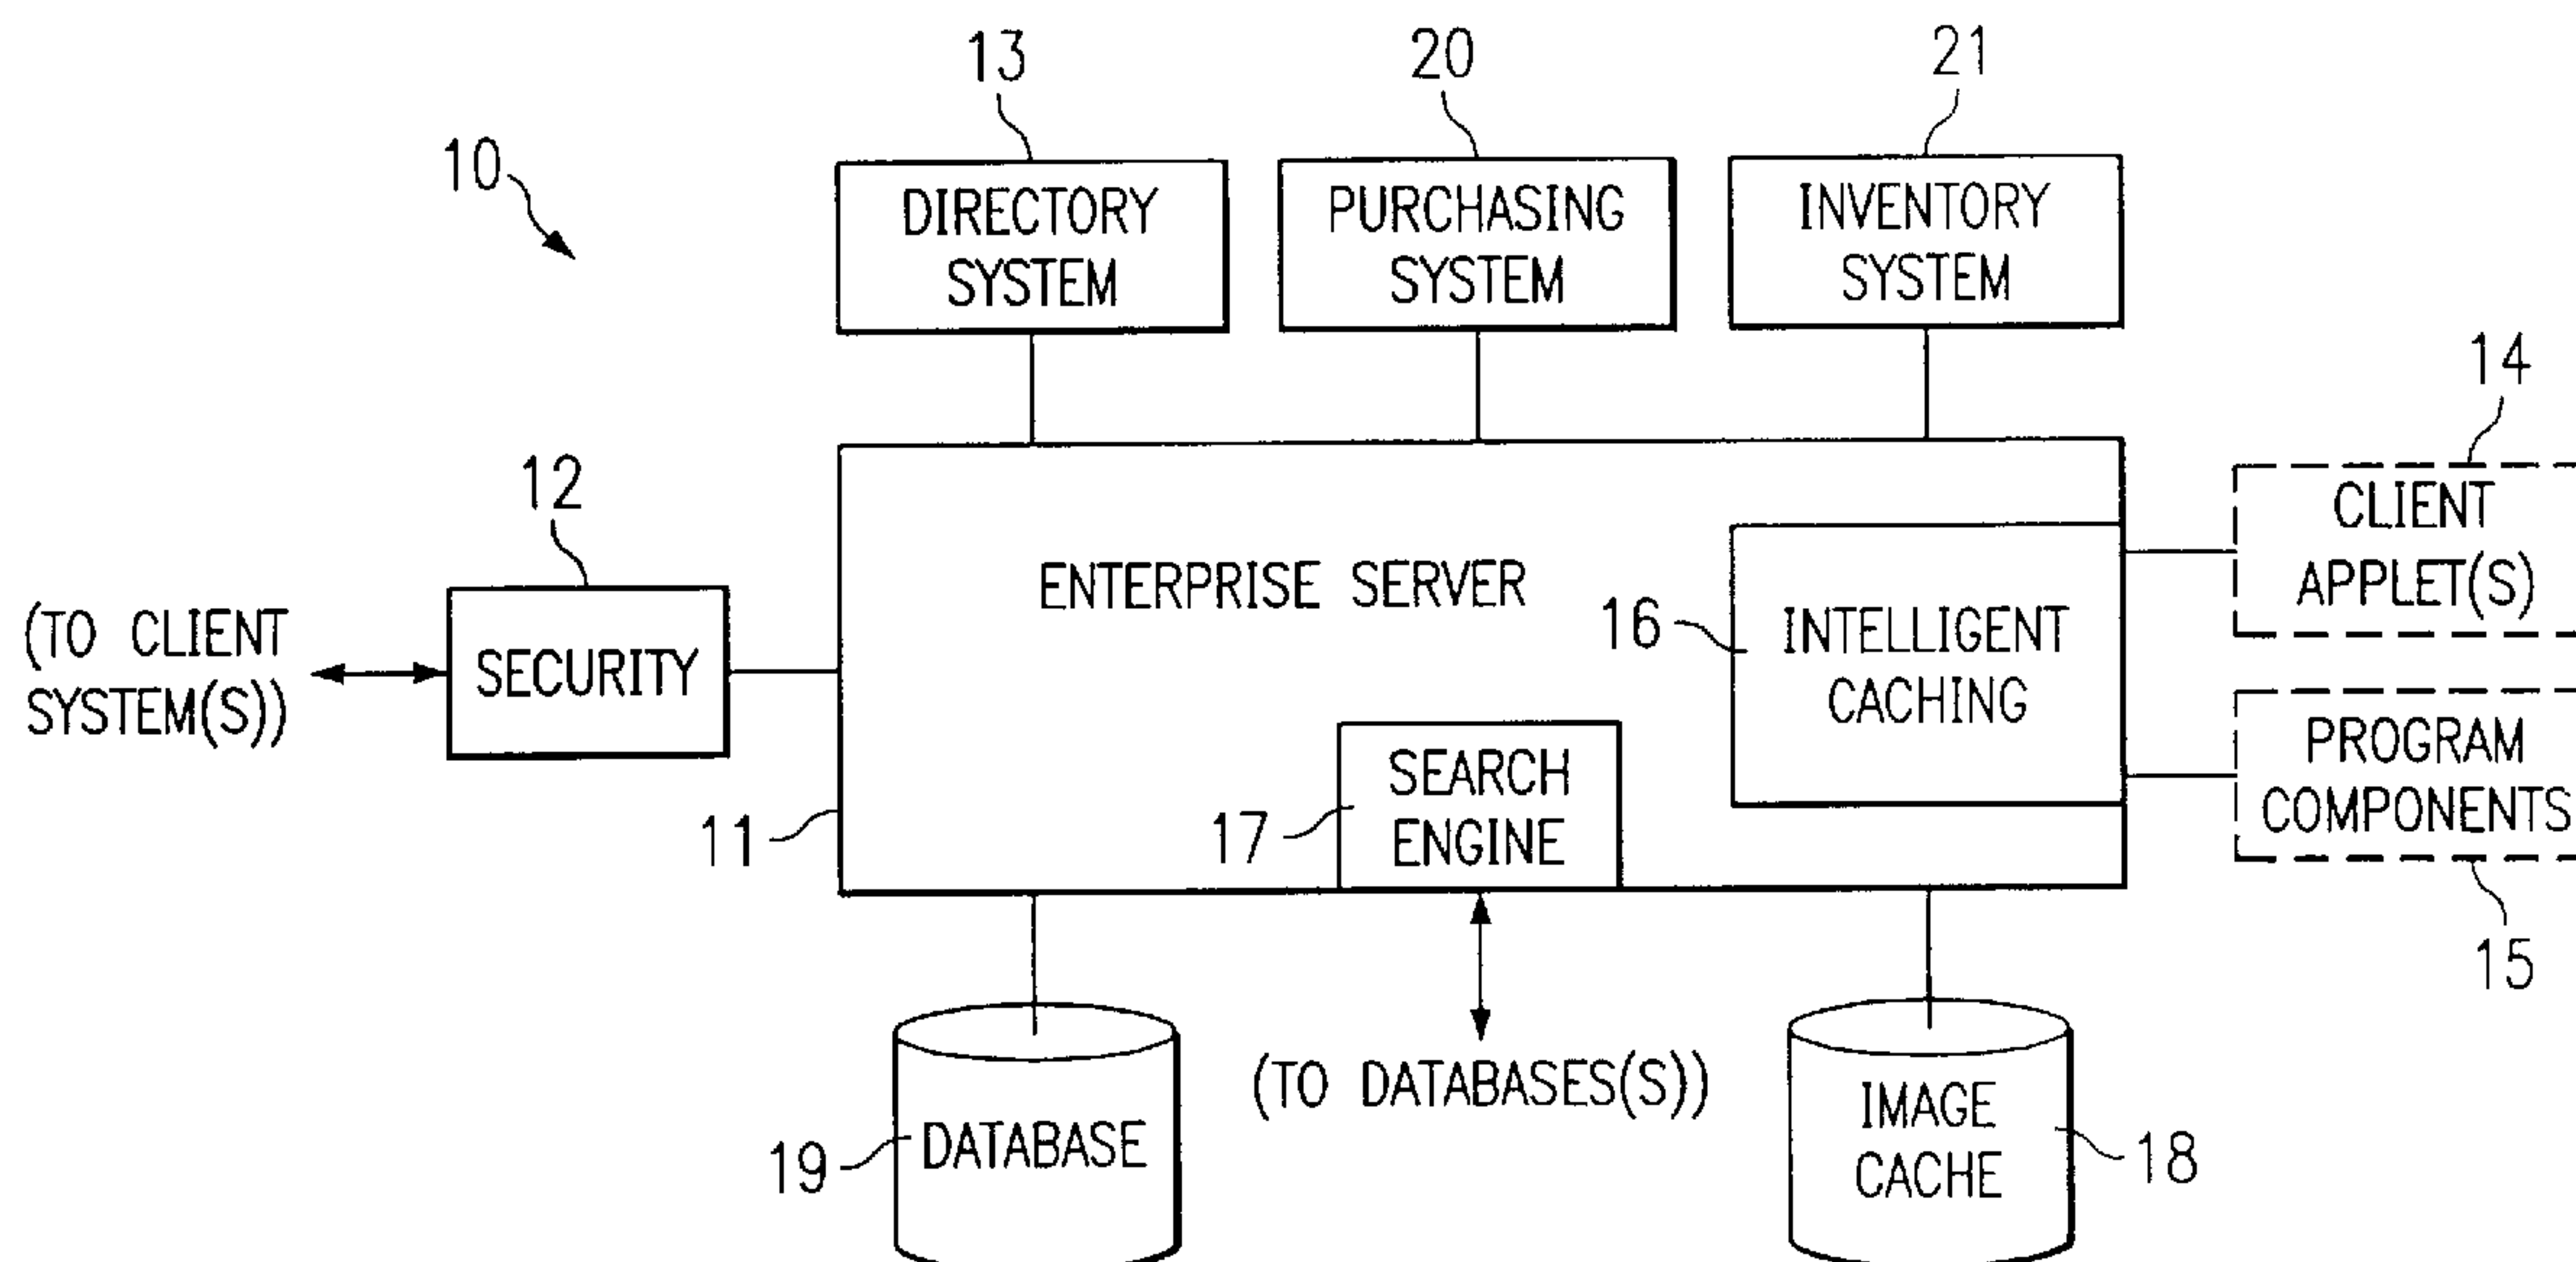 13
20
21
10
DIRECTORY
SYSTEM
PURCHASING
SYSTEM
INVENTORY
SYSTEM
14
12
CLIENT
APPLET(S)
ENTERPRISE SERVER
(TO CLIENT
SYSTEM(S))
SECURITY
16
INTELLIGENT
CACHING
PROGRAM
COMPONENTS
SEARCH
ENGINE
11
17
15
(TO DATABASES(S))
19
DATABASE
IMAGE
CACHE
18